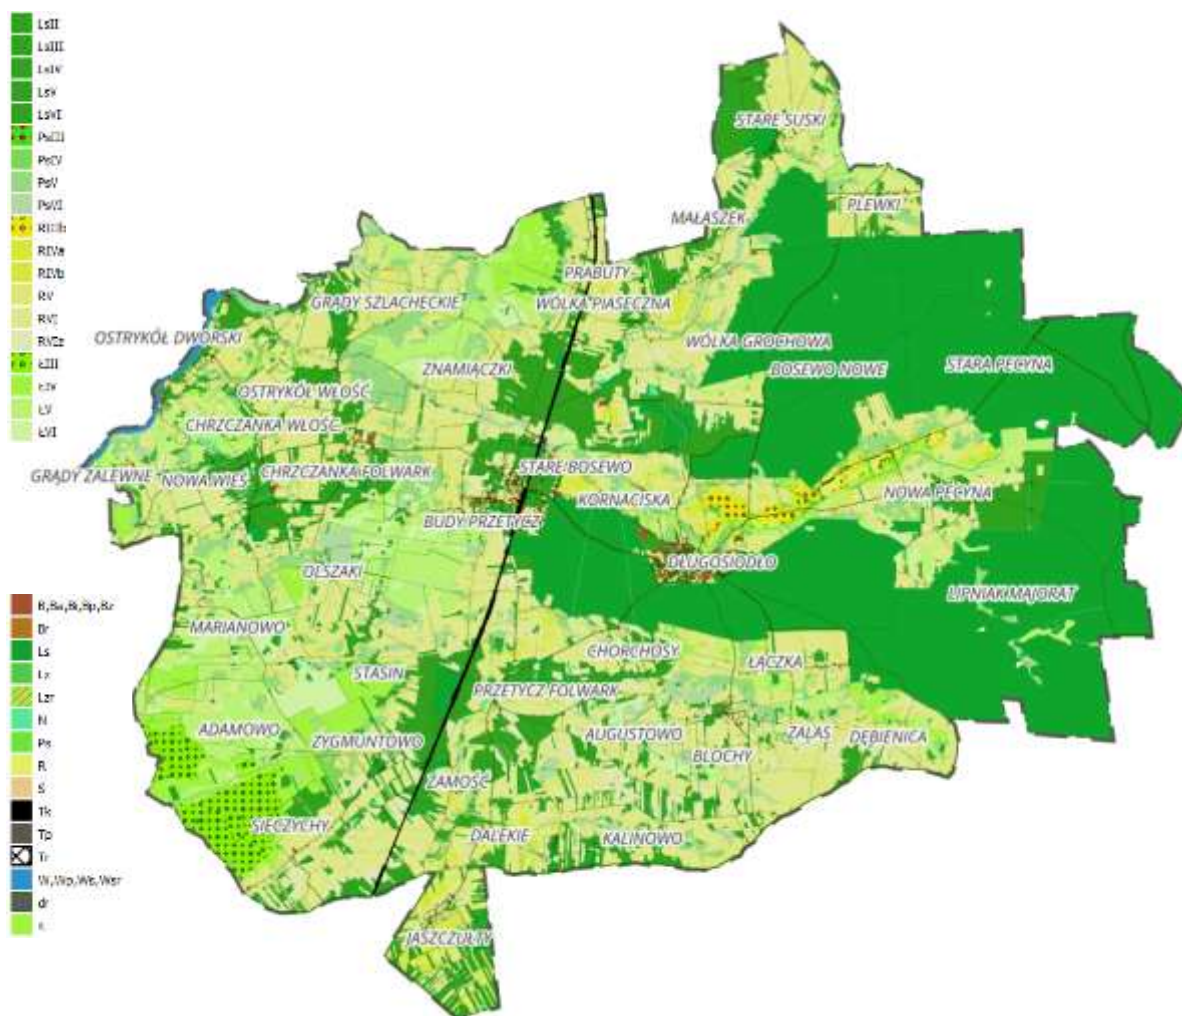 LsII
LsIII
LsIV
LsV
LsVI
PsIII
PsIV
PsV
PsVI
RIIIb
RIVa
RIVb
RV
RVI
RVIz
ŁIII
ŁIV
ŁV
ŁVI
STARE SUSKI
PLEWKI
MAŁASZEK
PRABUTY
GRĄDY SZLACHECKIE
WÓLKA PIASECZNA
OSTRYKÓŁ DWORSKI
WÓLKA GROCHOWA
ZNAMIĄCZKI
BOSEWO NOWE
STARA PECYNA
OSTRYKÓŁ WŁOŚĆ
CHRZCZANKA WŁOŚĆ
GRĄDY ZALEWNE
NOWA WIEŚ
CHRZCZANKA FOLWARK
STARE BOSEWO
KORNACISKA
NOWA PECYNA
BUDY PRZETYCZ
DŁUGOSIODŁO
OLSZAKI
LIPNIAK MAJORAT
MARIANOWO
CHORCHOSY
ŁĄCZKA
STASIN
PRZETYCZ FOLWARK
ADAMOWO
ZYGMUNTOWO
AUGUSTOWO
ZALAS
DĘBIENICA
BLOCHY
ZAMOŚĆ
SIECZYCHY
DALEKIE
KALINOWO
JASZCZUŁTY
B,Ba,Bi,Bp,Bz
Br
Ls
Lz
Lzr
N
Ps
R
S
Tk
Tp
Tr
W,Wp,Ws,Wsr
dr